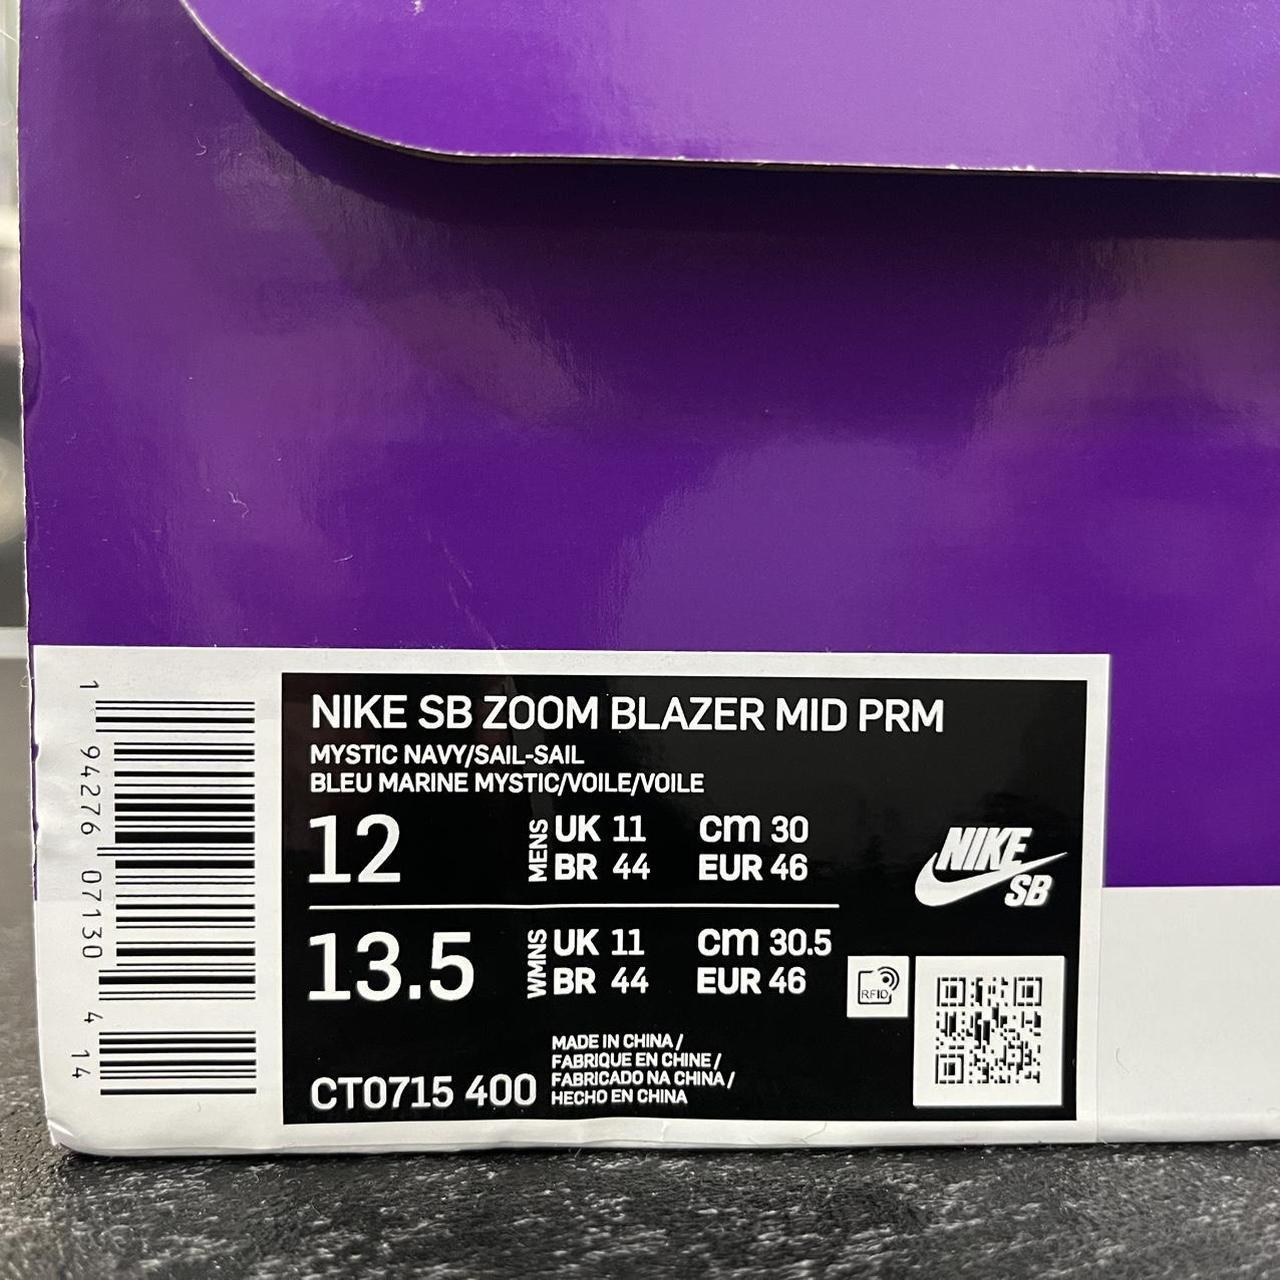 NIKE SB ZOOM BLAZER MID PRM
MYSTIC NAVY/SAIL-SAIL
BLEU MARINE MYSTIC/VOILE/VOILE
12 MENS UK 11 cm 30
BR 44 EUR 46
13.5 WMNS UK 11 cm 30.5
BR 44 EUR 46
NIKE
SB
RFID
CT0715 400
MADE IN CHINA /
FABRIQUE EN CHINE /
FABRICADO NA CHINA /
HECHO EN CHINA
1 94276 07130 4 14